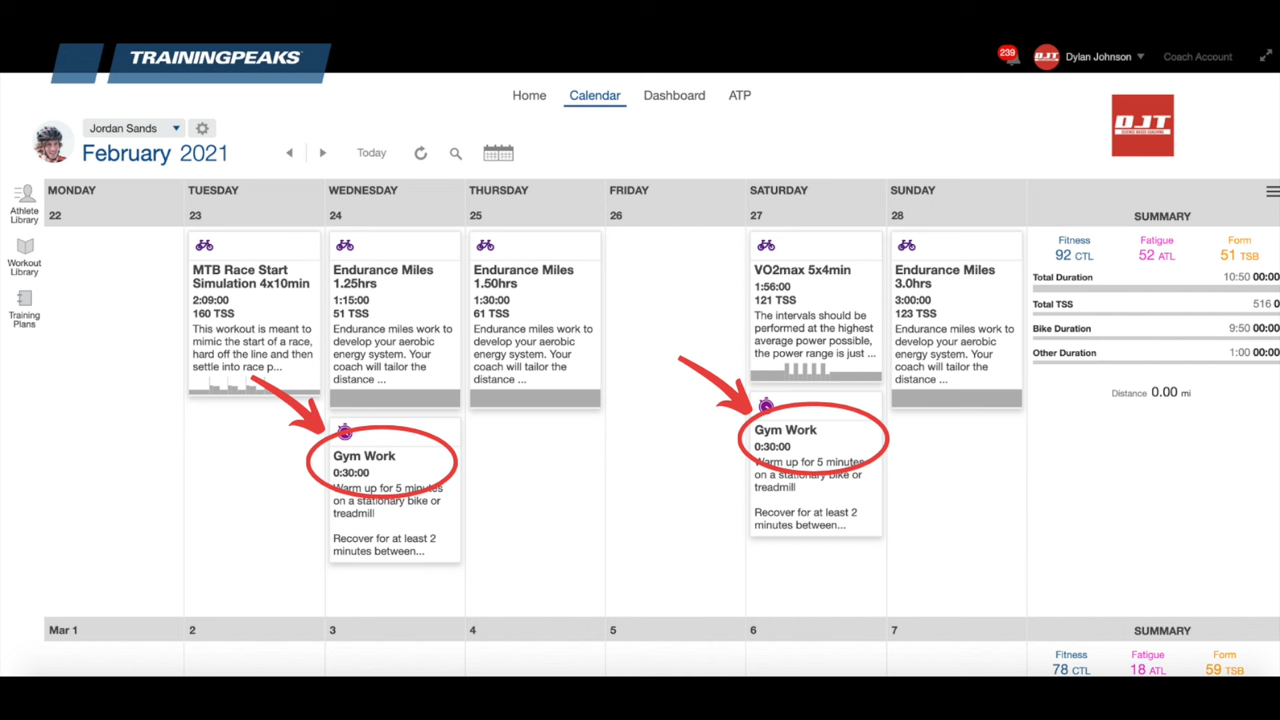 TRAININGPEAKS
239
DJT
Dylan Johnson
Coach Account
Home
Calendar
Dashboard
ATP
Jordan Sands
February 2021
Today
DJT
SCIENCE BASED COACHING
Athlete
Library
Workout
Library
Training
Plans
MONDAY
TUESDAY
WEDNESDAY
THURSDAY
FRIDAY
SATURDAY
SUNDAY
22
23
24
25
26
27
28
SUMMARY
MTB Race Start
Simulation 4x10min
2:09:00
160 TSS
This workout is meant to
mimic the start of a race,
hard off the line and then
settle into race p...
Endurance Miles
1.25hrs
1:15:00
51 TSS
Endurance miles work to
develop your aerobic
energy system. Your
coach will tailor the
distance ...
Gym Work
0:30:00
Warm up for 5 minutes
on a stationary bike or
treadmill
Recover for at least 2
minutes between...
Endurance Miles
1.50hrs
1:30:00
61 TSS
Endurance miles work to
develop your aerobic
energy system. Your
coach will tailor the
distance ...
VO2max 5x4min
1:56:00
121 TSS
The intervals should be
performed at the highest
average power possible,
the power range is just ...
Gym Work
0:30:00
Warm up for 5 minutes
on a stationary bike or
treadmill
Recover for at least 2
minutes between...
Endurance Miles
3.0hrs
3:00:00
123 TSS
Endurance miles work to
develop your aerobic
energy system. Your
coach will tailor the
distance ...
Fitness
92 CTL
Fatigue
52 ATL
Form
51 TSB
Total Duration 10:50 00:00
Total TSS 516 0
Bike Duration 9:50 00:00
Other Duration 1:00 00:00
Distance 0.00 mi
Mar 1
2
3
4
5
6
7
SUMMARY
Fitness
78 CTL
Fatigue
18 ATL
Form
59 TSB